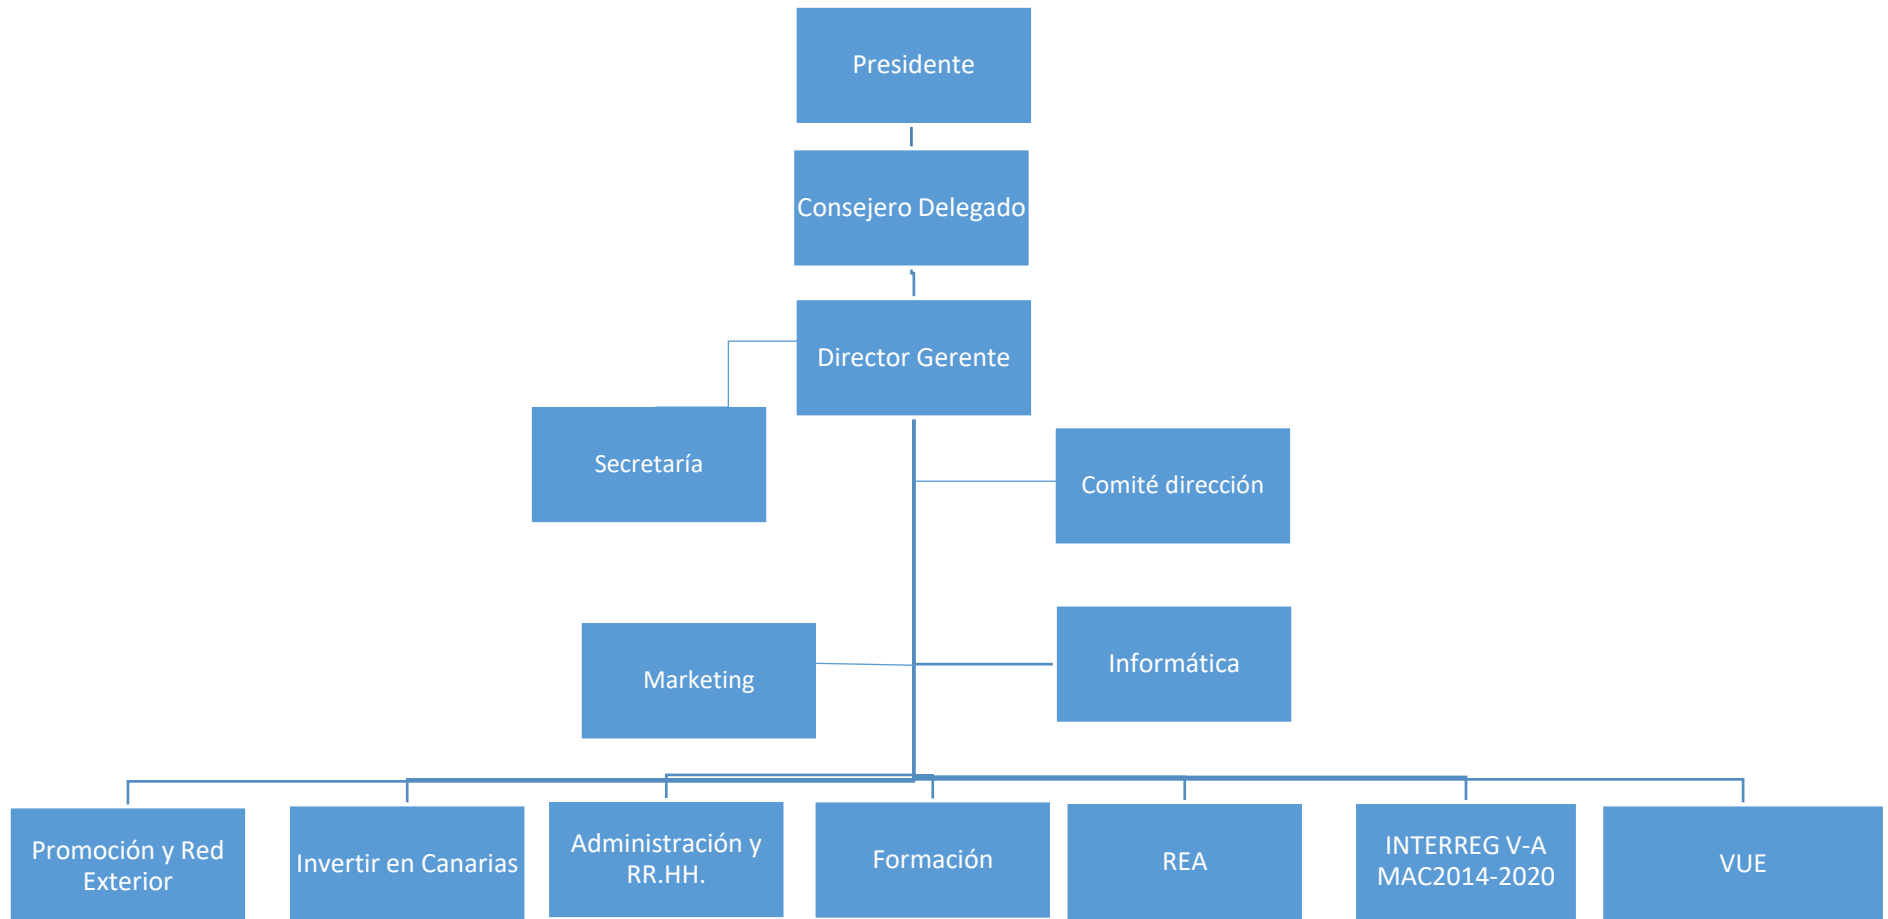 Presidente
Consejero Delegado
Director Gerente
Secretaría
Comité dirección
Marketing
Informática
Promoción y Red
Exterior
Invertir en Canarias
Administración y
RR.HH.
Formación
REA
INTERREG V-A
MAC2014-2020
VUE